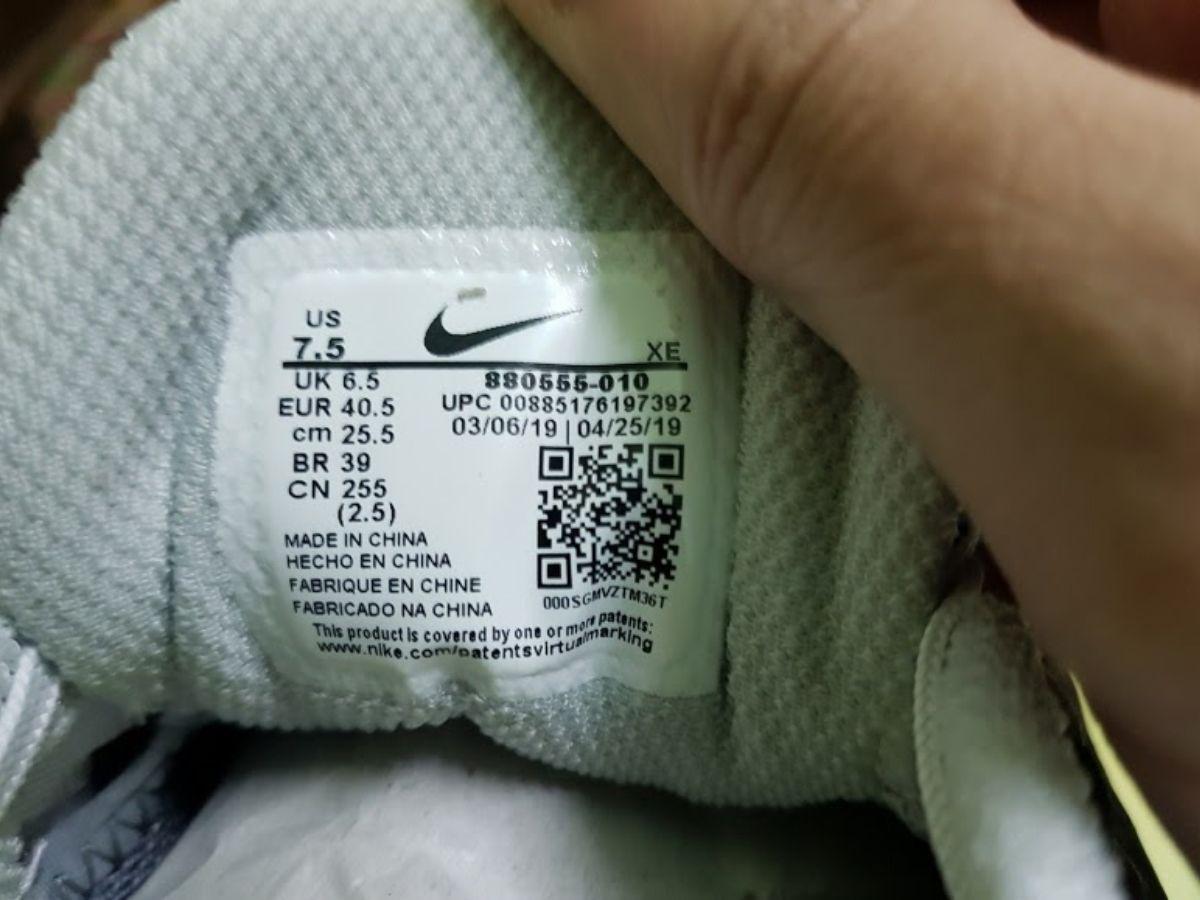 US
7.5
XE
UK 6.5
EUR 40.5
cm 25.5
BR 39
CN 255
(2.5)
880555-010
UPC 00885176197392
03/06/19 | 04/25/19
000SGMVZTM36T
MADE IN CHINA
HECHO EN CHINA
FABRIQUE EN CHINE
FABRICADO NA CHINA
This product is covered by one or more patents:
www.nike.com/patentsvirtualmarking